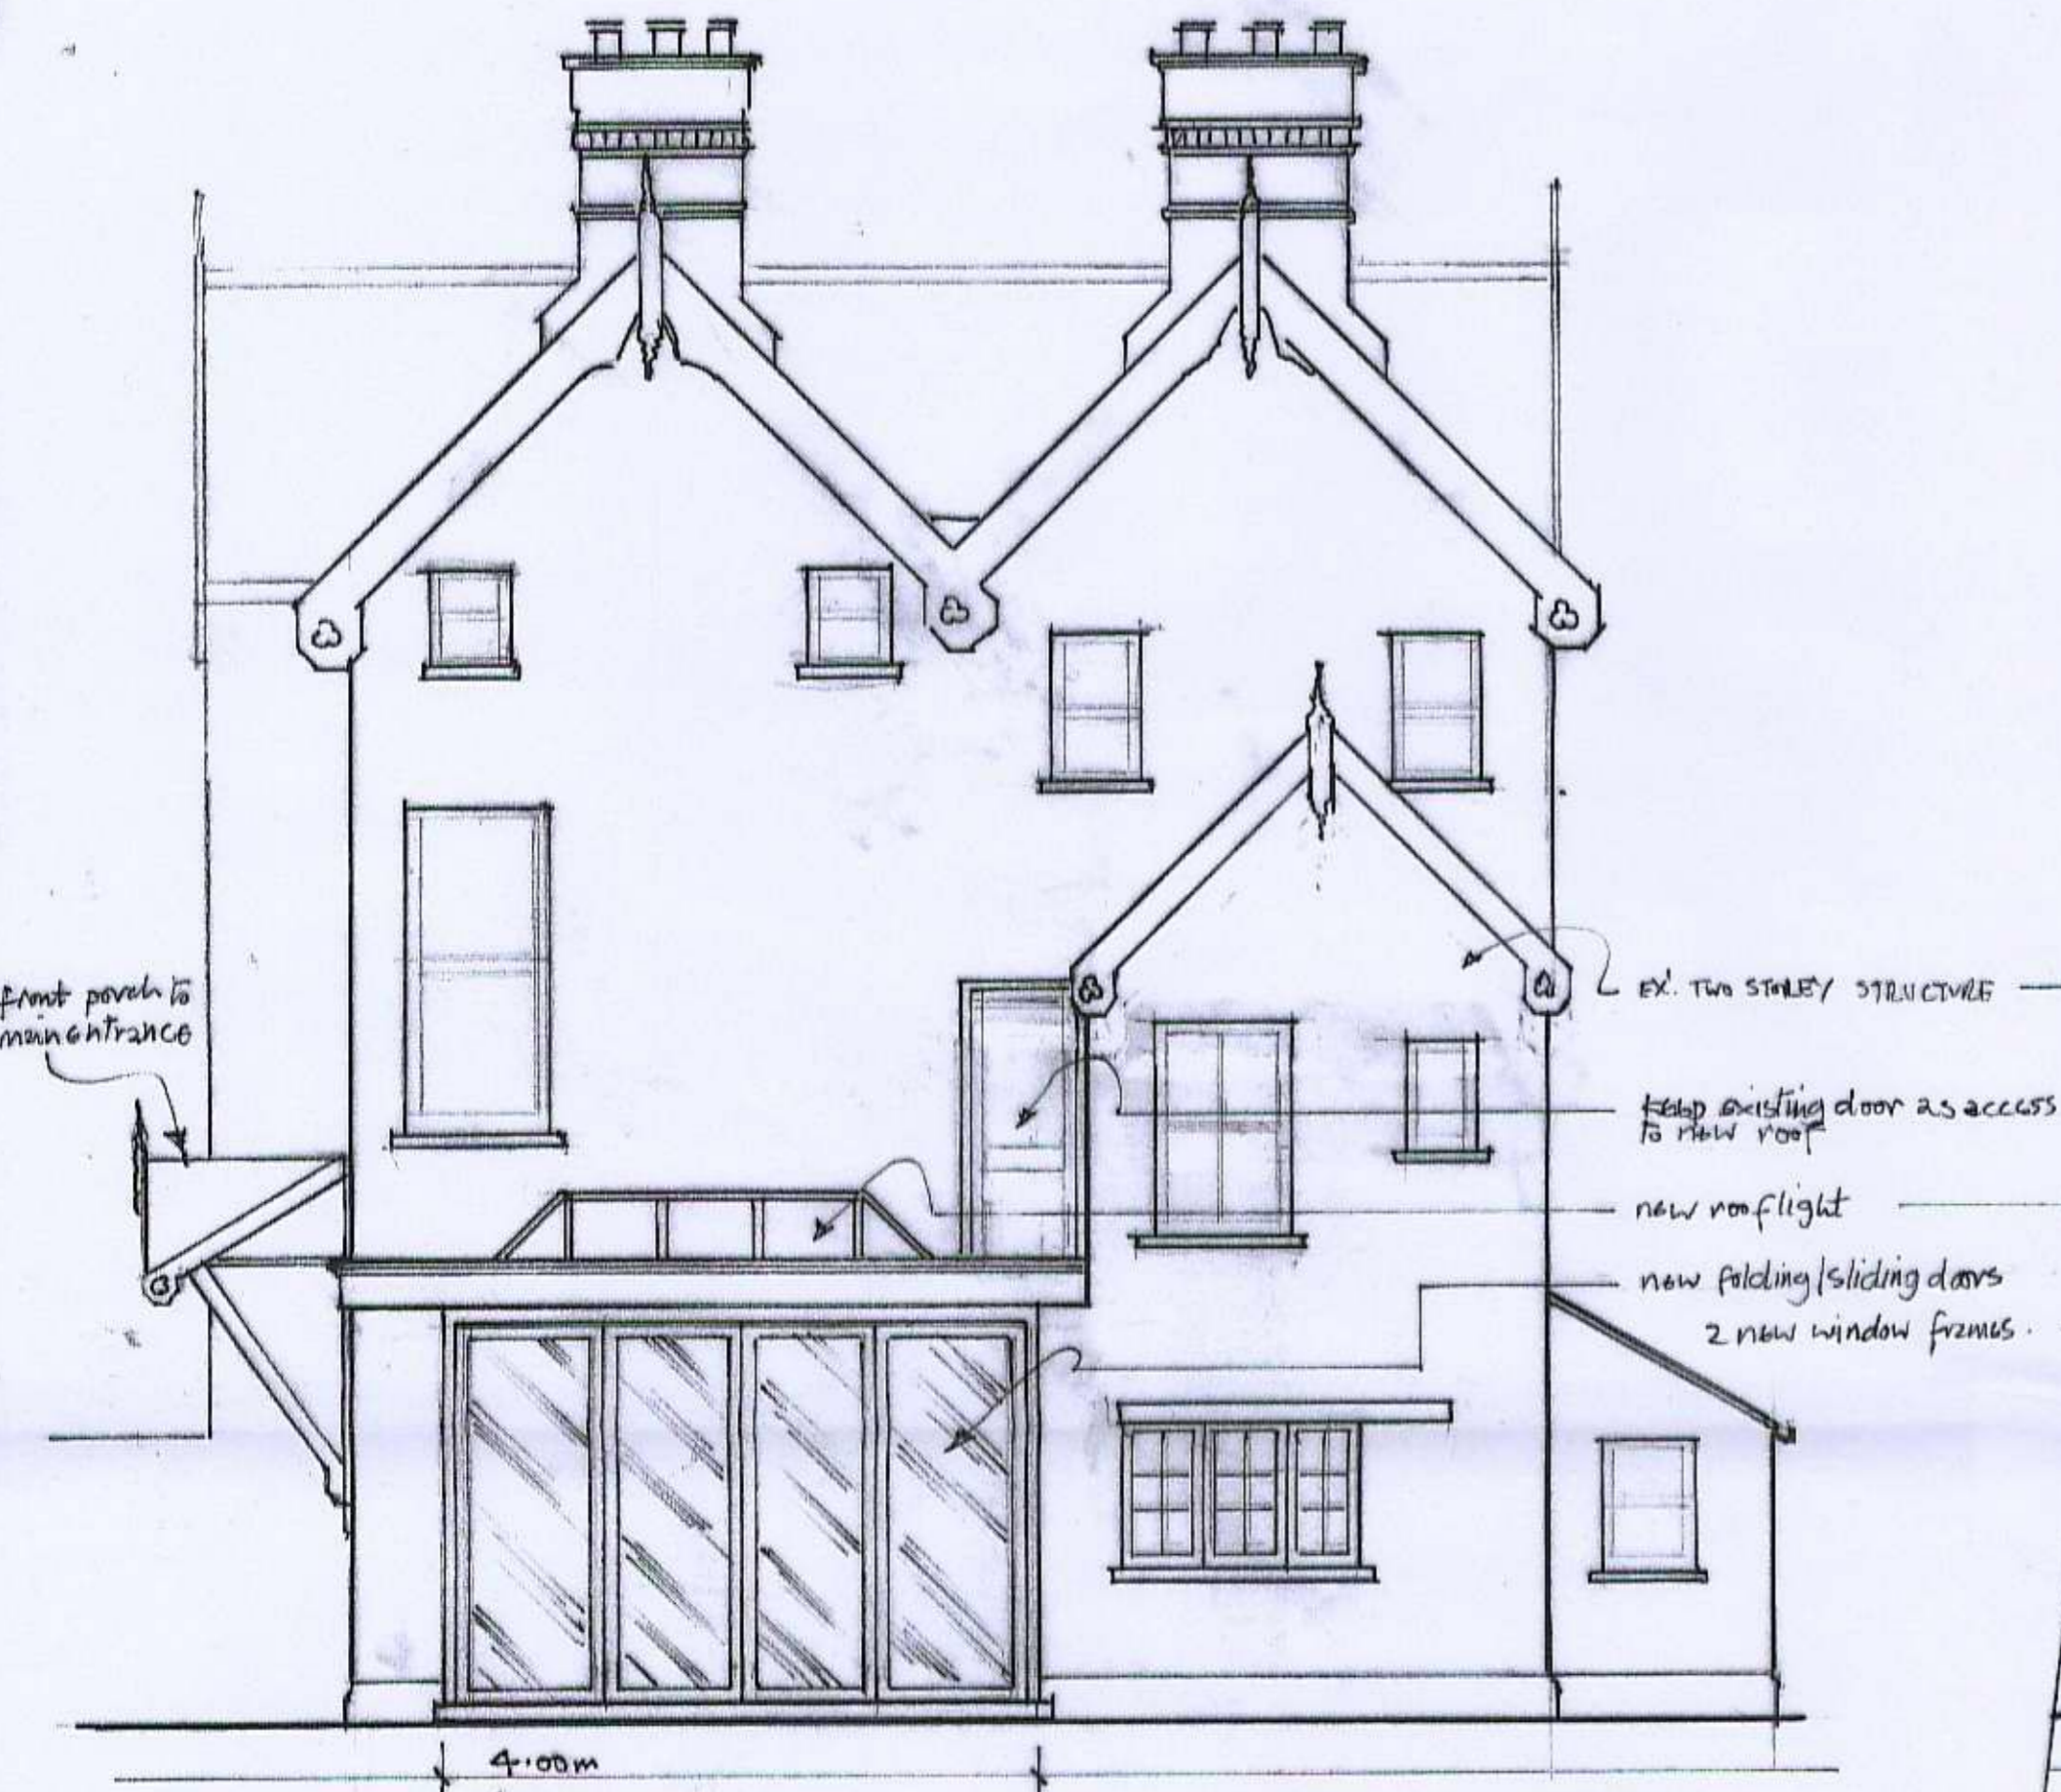 front porch to
main entrance
EX'. TWO STOREY STRUCTURE
keep existing door as access
to new roof
new rooflight
new folding/sliding doors
2 new window frames.
4.00m